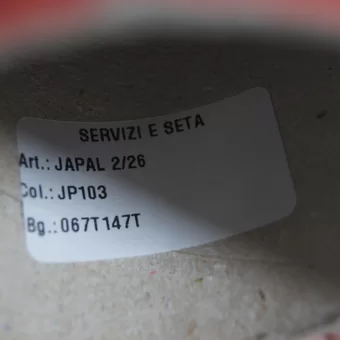 SERVIZI E SETA
Art.: JAPAL 2/26
Col.: JP103
Bg.: 067T147T